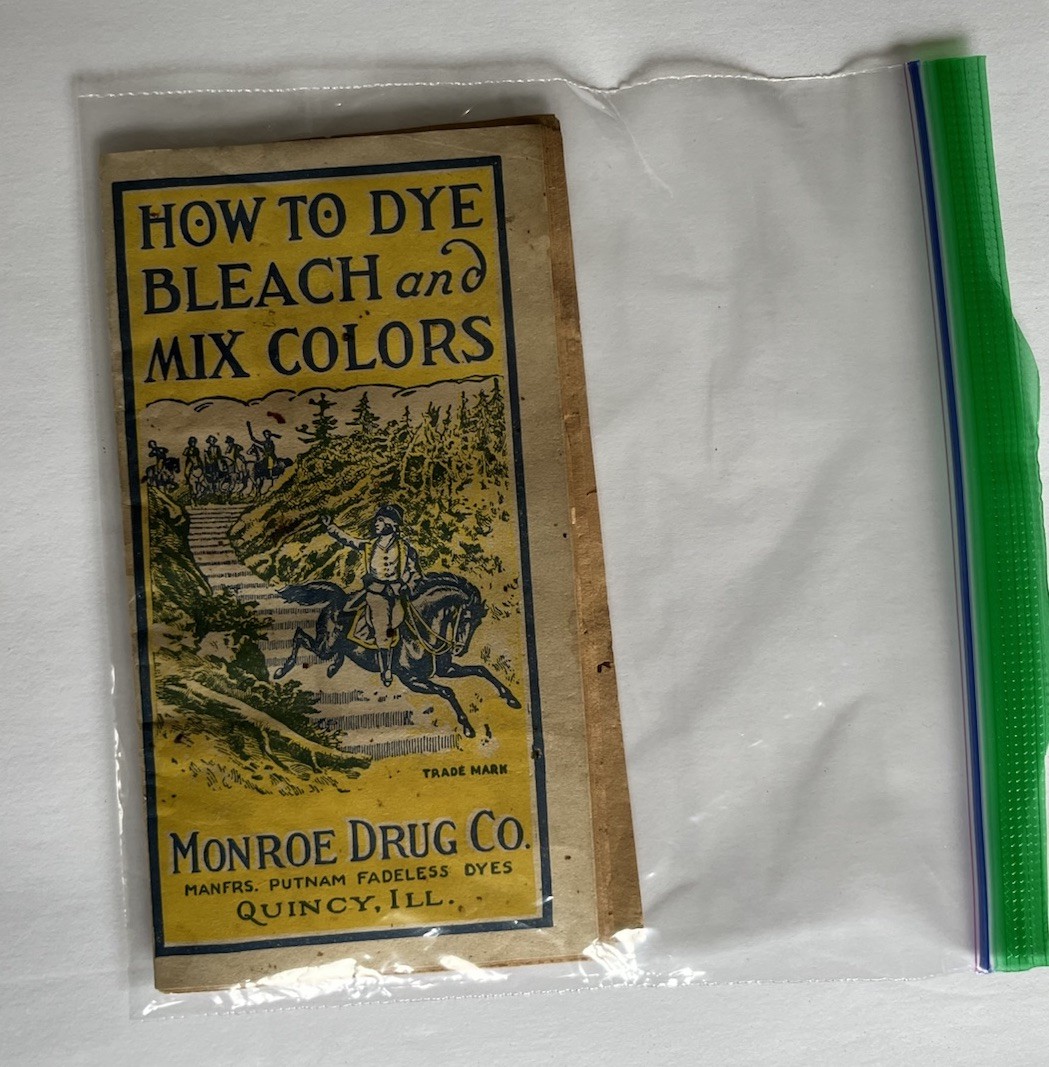 HOW TO DYE
BLEACH and
MIX COLORS
TRADE MARK
MONROE DRUG CO.
MANFRS. PUTNAM FADELESS DYES
QUINCY, ILL.